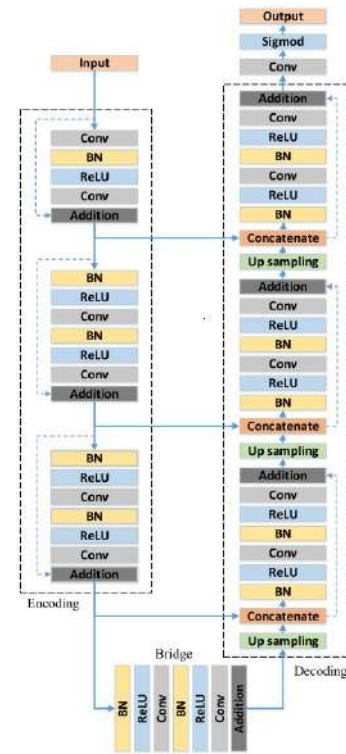 Input
Conv
BN
ReLU
Conv
Addition
BN
ReLU
Conv
BN
ReLU
Conv
Addition
BN
ReLU
Conv
BN
ReLU
Conv
Addition
Encoding
Bridge
BN
ReLU
Conv
BN
ReLU
Conv
Addition
Output
Sigmod
Conv
Addition
Conv
ReLU
BN
Conv
ReLU
BN
Concatenate
Up sampling
Addition
Conv
ReLU
BN
Conv
ReLU
BN
Concatenate
Up sampling
Addition
Conv
ReLU
BN
Conv
ReLU
BN
Concatenate
Up sampling
Decoding